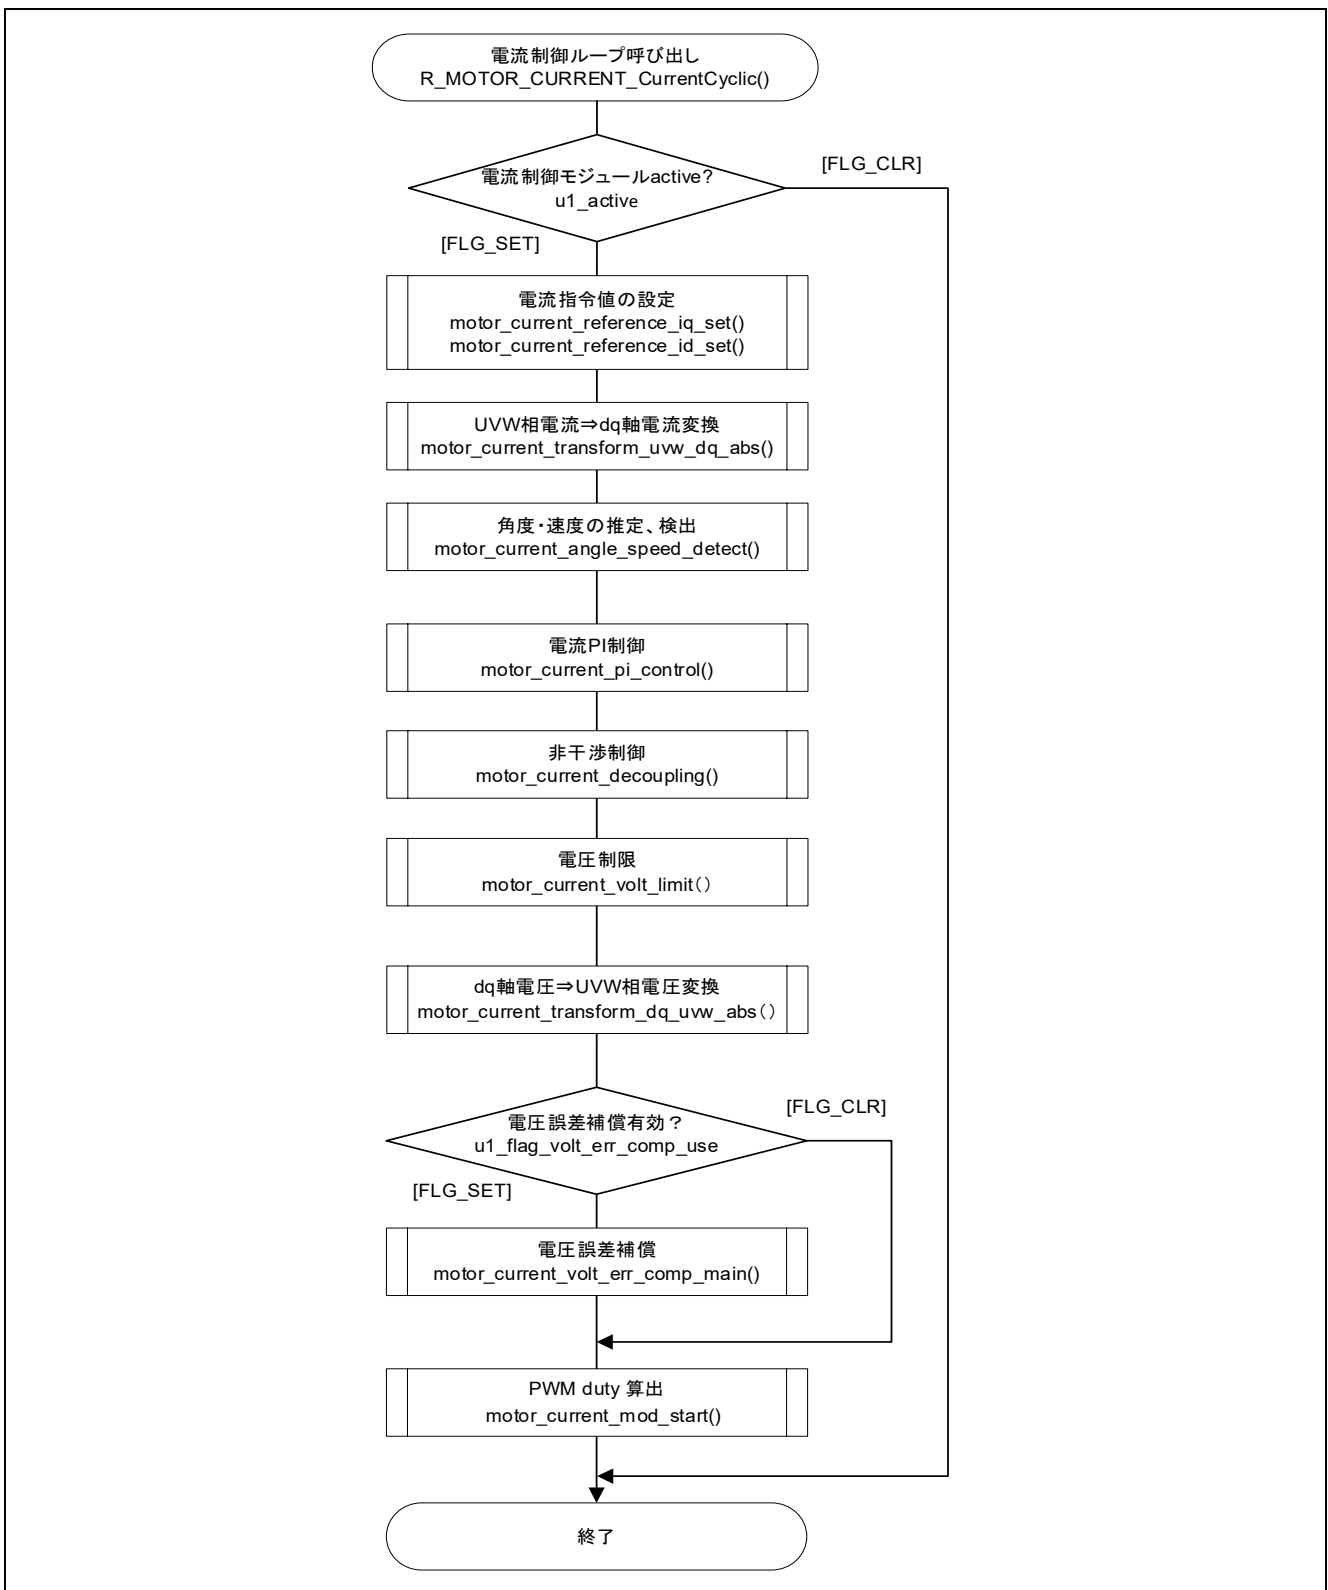 電流制御ループ呼び出し
R_MOTOR_CURRENT_CurrentCyclic()
[FLG_CLR]
電流制御モジュールactive?
u1_active
[FLG_SET]
電流指令値の設定
motor_current_reference_iq_set()
motor_current_reference_id_set()
UVW相電流⇒dq軸電流変換
motor_current_transform_uvw_dq_abs()
角度・速度の推定、検出
motor_current_angle_speed_detect()
電流PI制御
motor_current_pi_control()
非干渉制御
motor_current_decoupling()
電圧制限
motor_current_volt_limit（）
dq軸電圧⇒UVW相電圧変換
motor_current_transform_dq_uvw_abs（）
[FLG_CLR]
電圧誤差補償有効？
u1_flag_volt_err_comp_use
[FLG_SET]
電圧誤差補償
motor_current_volt_err_comp_main()
PWM duty 算出
motor_current_mod_start()
終了